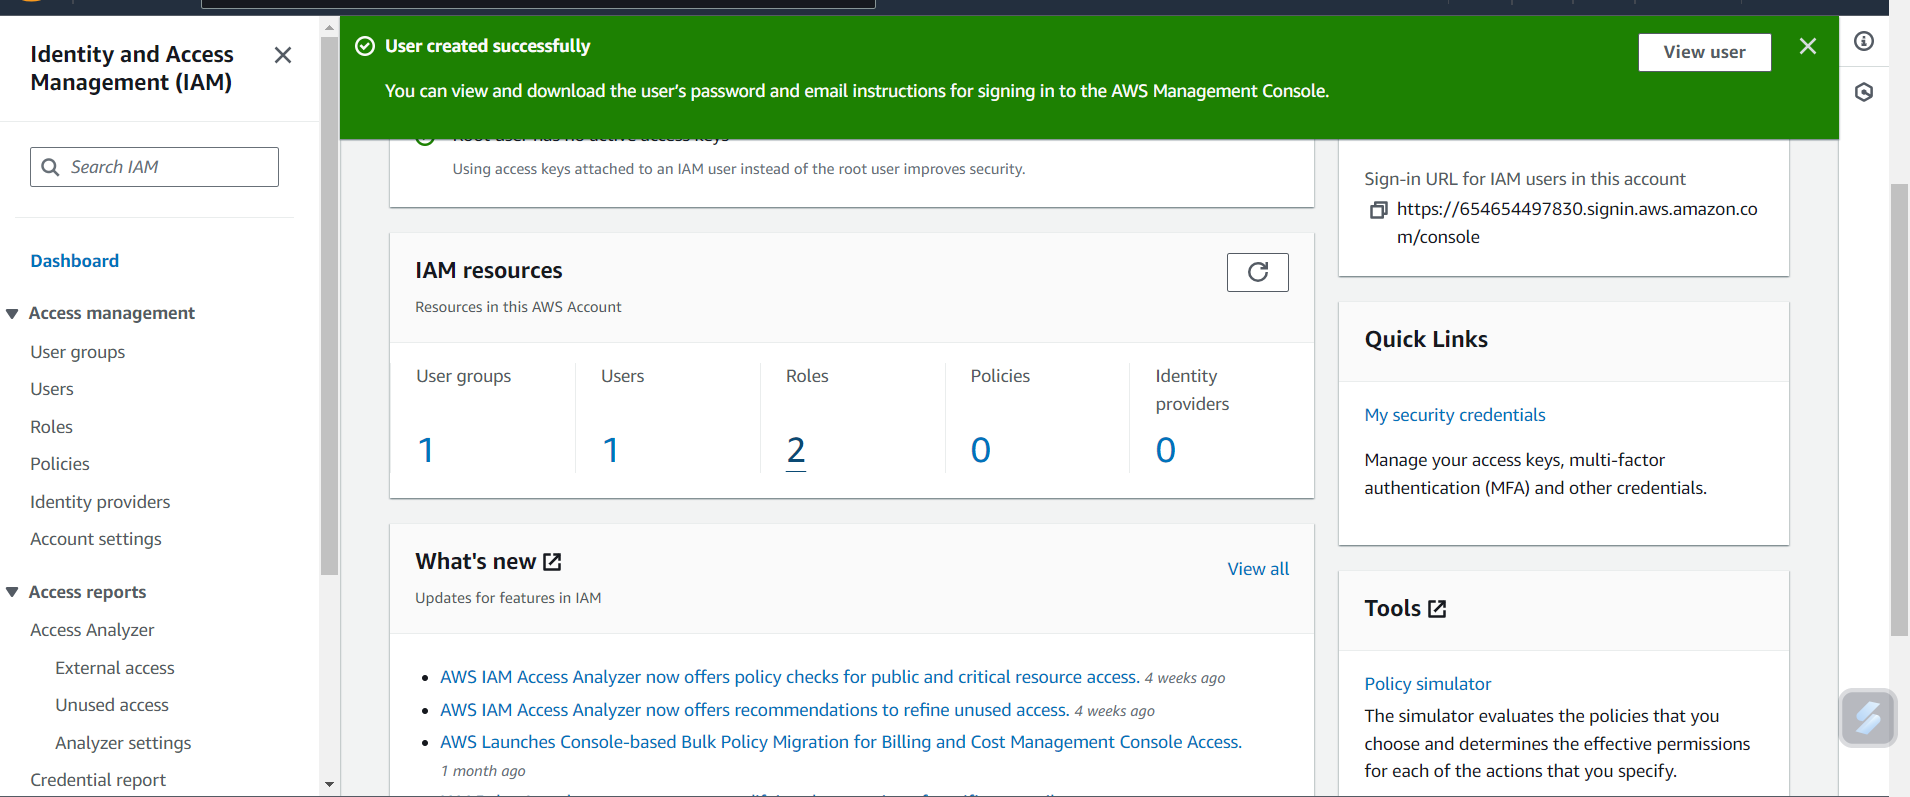 Identity and Access
Management (IAM)
Search IAM
Dashboard
Access management
User groups
Users
Roles
Policies
Identity providers
Account settings
Access reports
Access Analyzer
External access
Unused access
Analyzer settings
Credential report
User created successfully
You can view and download the user's password and email instructions for signing in to the AWS Management Console.
View user
Root user has no active access keys
Using access keys attached to an IAM user instead of the root user improves security.
IAM resources
Resources in this AWS Account
User groups
1
Users
1
Roles
2
Policies
0
Identity
providers
0
What's new
Updates for features in IAM
View all
AWS IAM Access Analyzer now offers policy checks for public and critical resource access. 4 weeks ago
AWS IAM Access Analyzer now offers recommendations to refine unused access. 4 weeks ago
AWS Launches Console-based Bulk Policy Migration for Billing and Cost Management Console Access.
1 month ago
Sign-in URL for IAM users in this account
https://654654497830.signin.aws.amazon.co
m/console
Quick Links
My security credentials
Manage your access keys, multi-factor
authentication (MFA) and other credentials.
Tools
Policy simulator
The simulator evaluates the policies that you
choose and determines the effective permissions
for each of the actions that you specify.